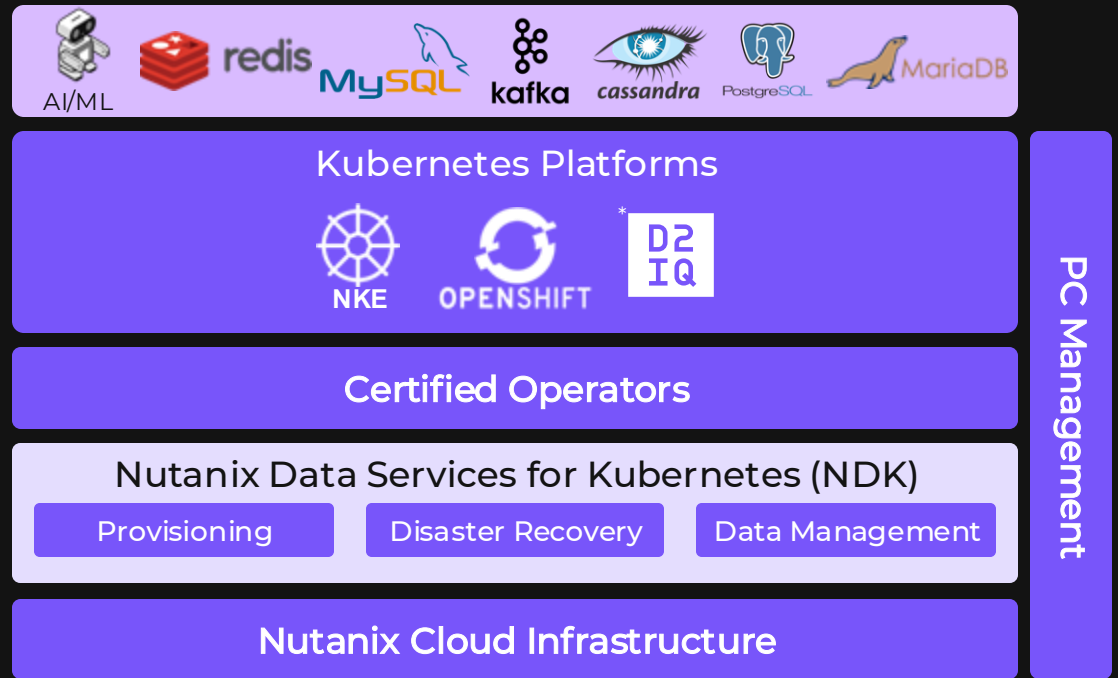 AI/ML
redis
MySQL
kafka
cassandra
PostgreSQL
MariaDB
Kubernetes Platforms
NKE
OPENSHIFT
*
D2
IQ
Certified Operators
Nutanix Data Services for Kubernetes (NDK)
Provisioning
Disaster Recovery
Data Management
Nutanix Cloud Infrastructure
PC Management